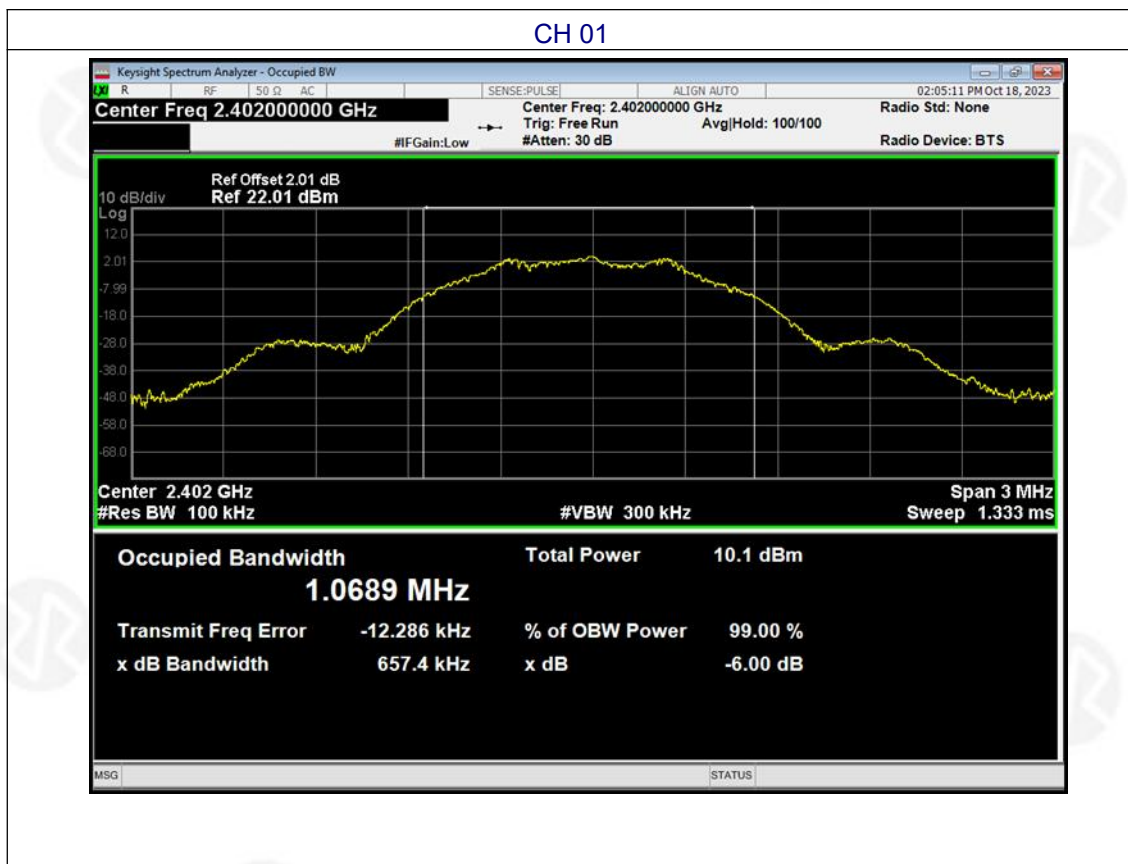 CH 01
Keysight Spectrum Analyzer - Occupied BW
LXI R RF 50 Ω AC SENSE:PULSE ALIGN AUTO 02:05:11 PM Oct 18, 2023
Center Freq 2.402000000 GHz
Center Freq: 2.402000000 GHz
Radio Std: None
Trig: Free Run Avg|Hold: 100/100
#IFGain:Low #Atten: 30 dB
Radio Device: BTS
Ref Offset 2.01 dB
10 dB/div Ref 22.01 dBm
Log
12.0
2.01
-7.99
-18.0
-28.0
-38.0
-48.0
-58.0
-68.0
Center 2.402 GHz Span 3 MHz
#Res BW 100 kHz #VBW 300 kHz Sweep 1.333 ms
Occupied Bandwidth Total Power 10.1 dBm
1.0689 MHz
Transmit Freq Error -12.286 kHz % of OBW Power 99.00 %
x dB Bandwidth 657.4 kHz x dB -6.00 dB
MSG STATUS